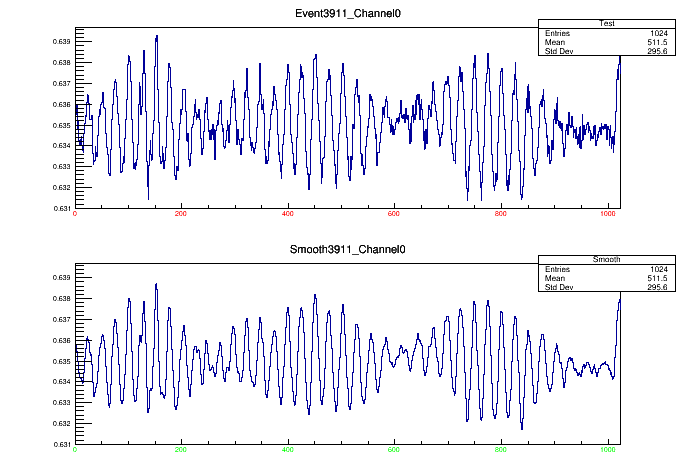 Event3911_Channel0
Test
Entries 1024
Mean 511.5
Std Dev 295.6
0.639
0.638
0.637
0.636
0.635
0.634
0.633
0.632
0.631
0 200 400 600 800 1000
Smooth3911_Channel0
Smooth
Entries 1024
Mean 511.5
Std Dev 295.6
0.639
0.638
0.637
0.636
0.635
0.634
0.633
0.632
0.631
0 200 400 600 800 1000